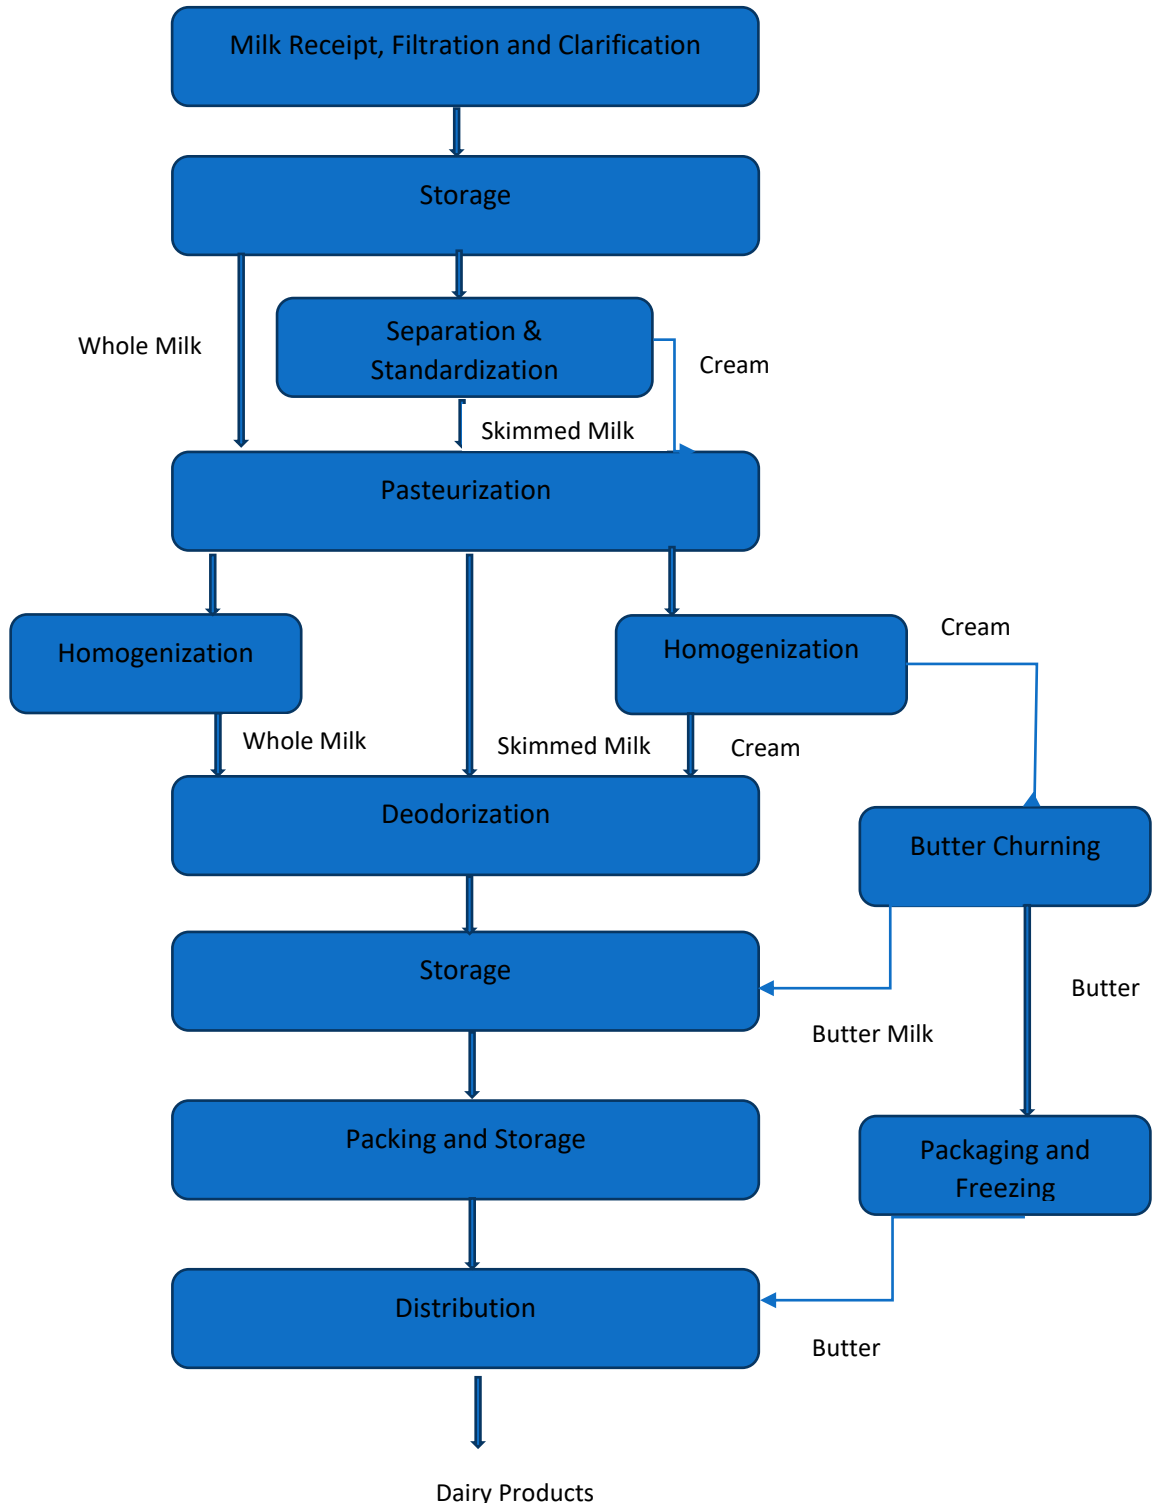 Milk Receipt, Filtration and Clarification
Storage
Separation &
Standardization
Whole Milk
Cream
Skimmed Milk
Pasteurization
Homogenization
Homogenization
Cream
Whole Milk
Skimmed Milk
Cream
Deodorization
Butter Churning
Storage
Butter
Butter Milk
Packing and Storage
Packaging and
Freezing
Distribution
Butter
Dairy Products